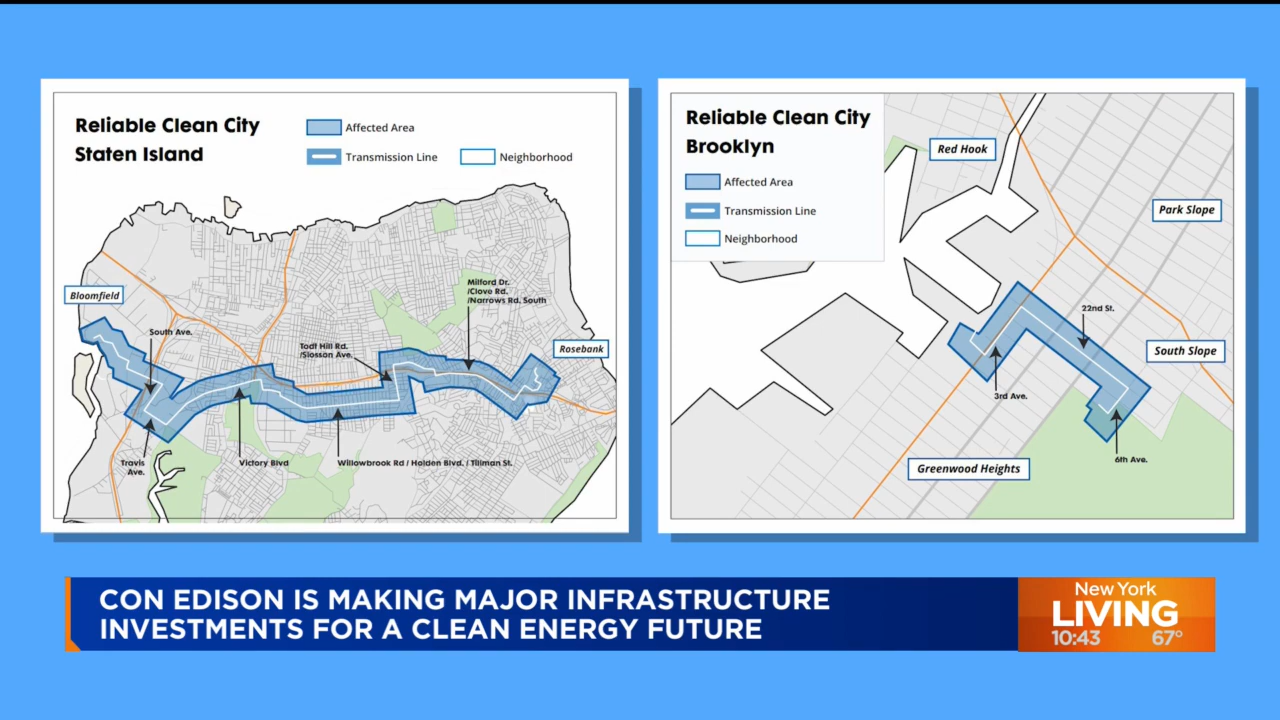 Reliable Clean City
Staten Island
Affected Area
Transmission Line
Neighborhood
Bloomfield
South Ave.
Todt Hill Rd.
/Slosson Ave.
Milford Dr.
/Clove Rd.
/Narrows Rd. South
Rosebank
Travis
Ave.
Victory Blvd
Willowbrook Rd / Holden Blvd. / Tillman St.
Reliable Clean City
Brooklyn
Affected Area
Transmission Line
Neighborhood
Red Hook
Park Slope
22nd St.
South Slope
3rd Ave.
6th Ave.
Greenwood Heights
CON EDISON IS MAKING MAJOR INFRASTRUCTURE
INVESTMENTS FOR A CLEAN ENERGY FUTURE
New York
LIVING
10:43 67°